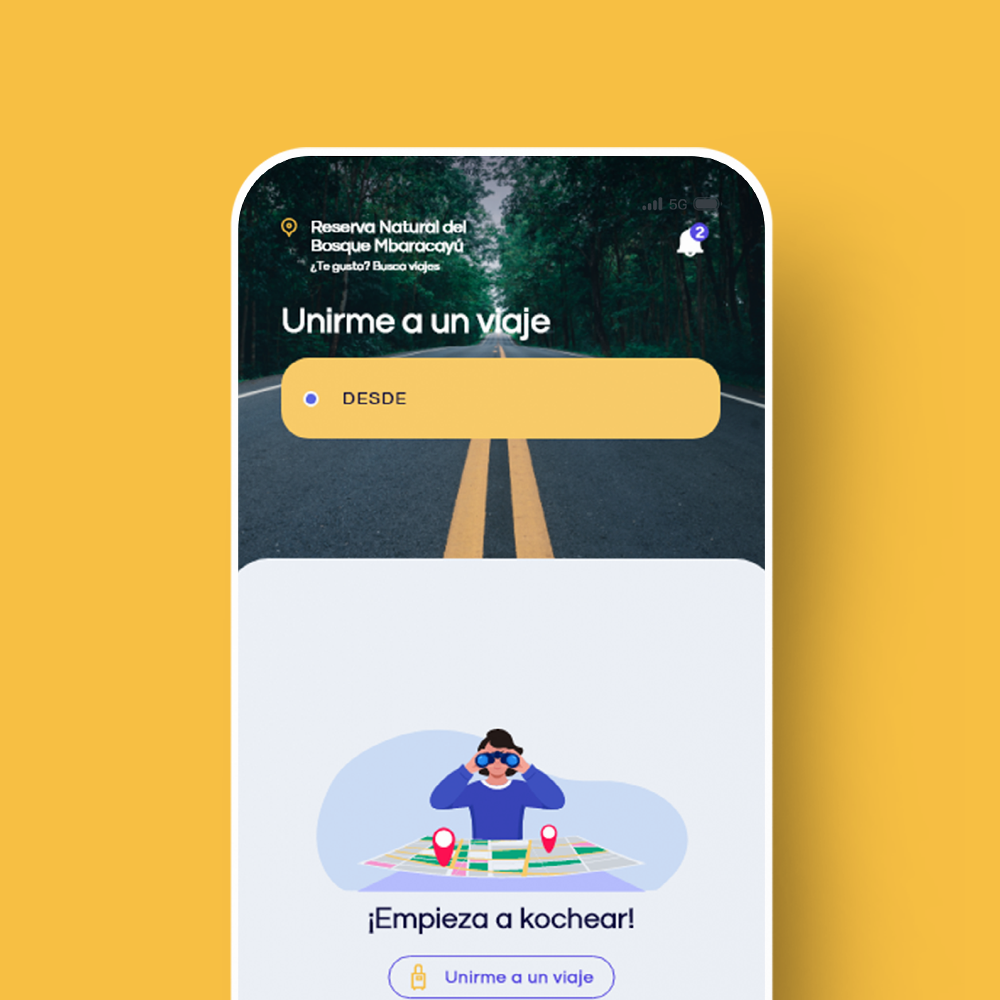 5G
Reserva Natural del
Bosque Mbaracayú
2
¿Te gusta? Busca viajes
Unirme a un viaje
DESDE
¡Empieza a kochear!
Unirme a un viaje